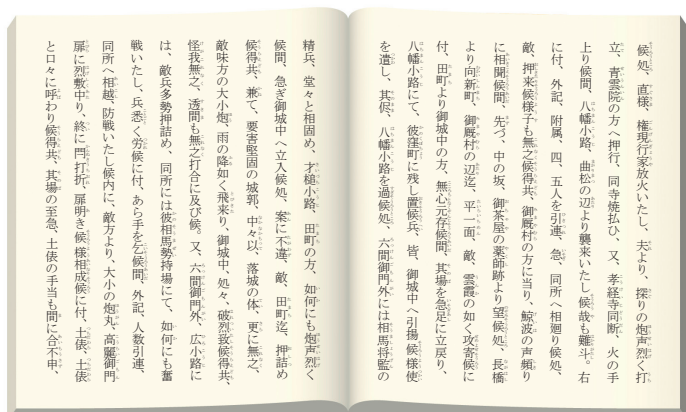 候処、直様、権現行家放火いたし、夫より、探りの炮声烈く打
立、青雲院の方へ押行、同寺焼払ひ、又、孝経寺同断、火の手
上り候間、八幡小路、曲松の辺より襲来いたし候哉も難斗。右
に付、外記、附属、四、五人を引連、急、同所へ相廻り候処、
敵、押来候様子も無之候得共、御厩村の方に当り、鯨波の声頻り
に相聞候間、先づ、中の坂、御茶屋の薬師跡より望候処、長橋
より向新町、御厩村の辺迄、平一面、敵、雲霞の如く攻寄候に
付、田町より御城中の方、無心元存候間、其場を急足に立戻り、
八幡小路にて、彼窪町に残し置候兵、皆、御城中へ引揚候様使
を遣し、其侭、八幡小路を過候処、六間御門外には相馬将監の
精兵、堂々と相固め、才槌小路、田町の方、如何にも炮声烈く
候間、急ぎ御城中へ立入候処、案に不違、敵、田町迄、押詰め
候得共、兼て、要害堅固の城郭、中々以、落城の体、更に無之、
敵味方の大小炮、雨の降如く飛来り、御城中、処々、破烈致候得共、
怪我無之、透間も無之打合に及び候。又、六間御門外、広小路に
は、敵兵多勢押詰め、同所には彼相馬勢持場にて、如何にも奮
戦いたし、兵悉く労候に付、あら手を乞候間、外記、人数引連、
同所へ相越、防戦いたし候内に、敵方より、大小の炮丸、高麗御門
扉に烈敷中り、終に閂打折、扉明き候様相成候に付、土俵、土俵
と口々に呼わり候得共、其場の至急、土俵の手当も間に合不申、